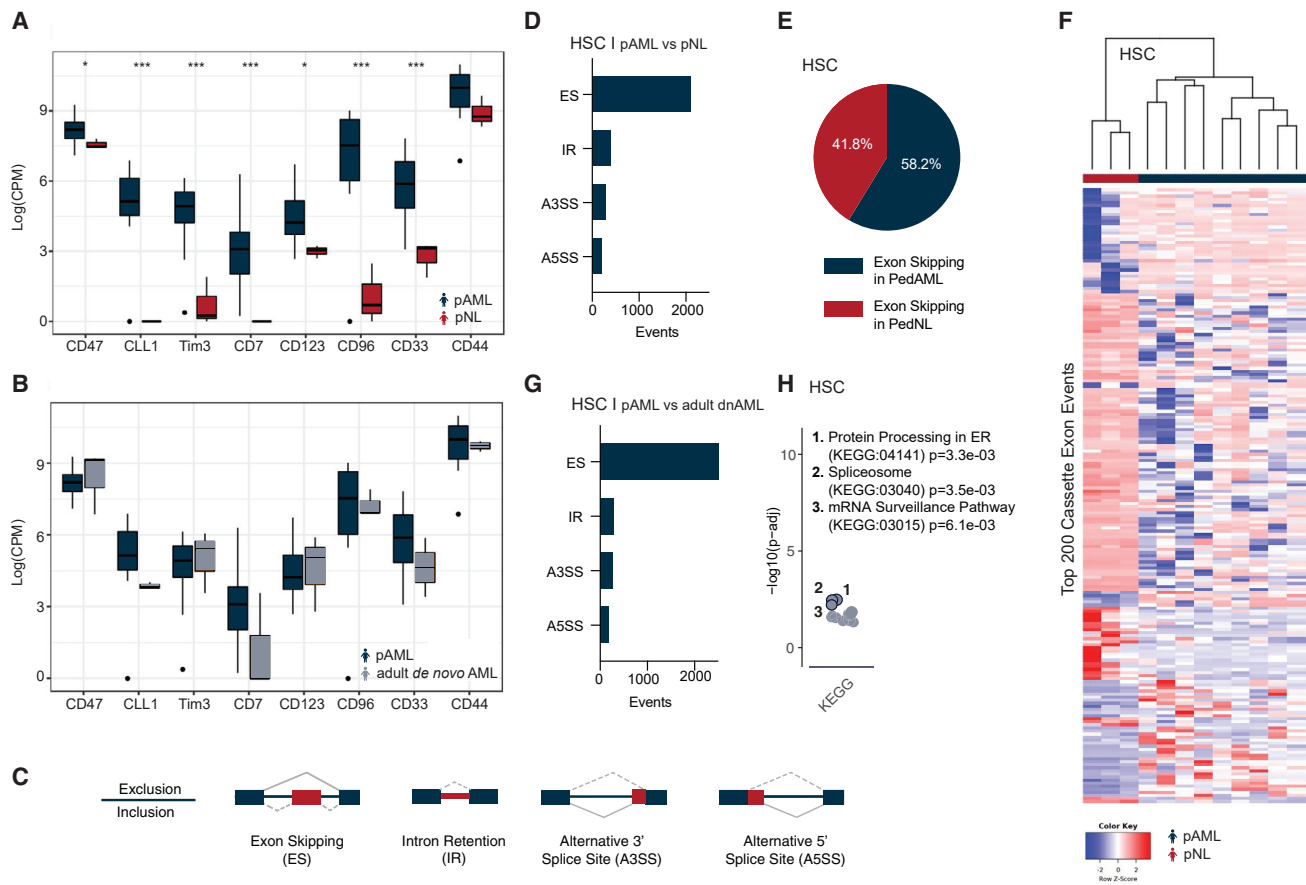 A
* *** *** *** * *** ***
Log(CPM)
9
6
3
0
pAML
pNL
CD47 CLL1 Tim3 CD7 CD123 CD96 CD33 CD44
B
Log(CPM)
9
6
3
0
pAML
adult de novo AML
CD47 CLL1 Tim3 CD7 CD123 CD96 CD33 CD44
C
Exclusion
Inclusion
Exon Skipping
(ES)
Intron Retention
(IR)
Alternative 3'
Splice Site (A3SS)
Alternative 5'
Splice Site (A5SS)
D
HSC I pAML vs pNL
ES
IR
A3SS
A5SS
0 1000 2000
Events
E
HSC
41.8%
58.2%
Exon Skipping
in PedAML
Exon Skipping
in PedNL
F
HSC
Top 200 Cassette Exon Events
Color Key
-2 0 2
Row Z-Score
pAML
pNL
G
HSC I pAML vs adult dnAML
ES
IR
A3SS
A5SS
0 1000 2000
Events
H
HSC
−log10(p-adj)
10
5
0
1. Protein Processing in ER
(KEGG:04141) p=3.3e-03
2. Spliceosome
(KEGG:03040) p=3.5e-03
3. mRNA Surveillance Pathway
(KEGG:03015) p=6.1e-03
2 1
3
KEGG